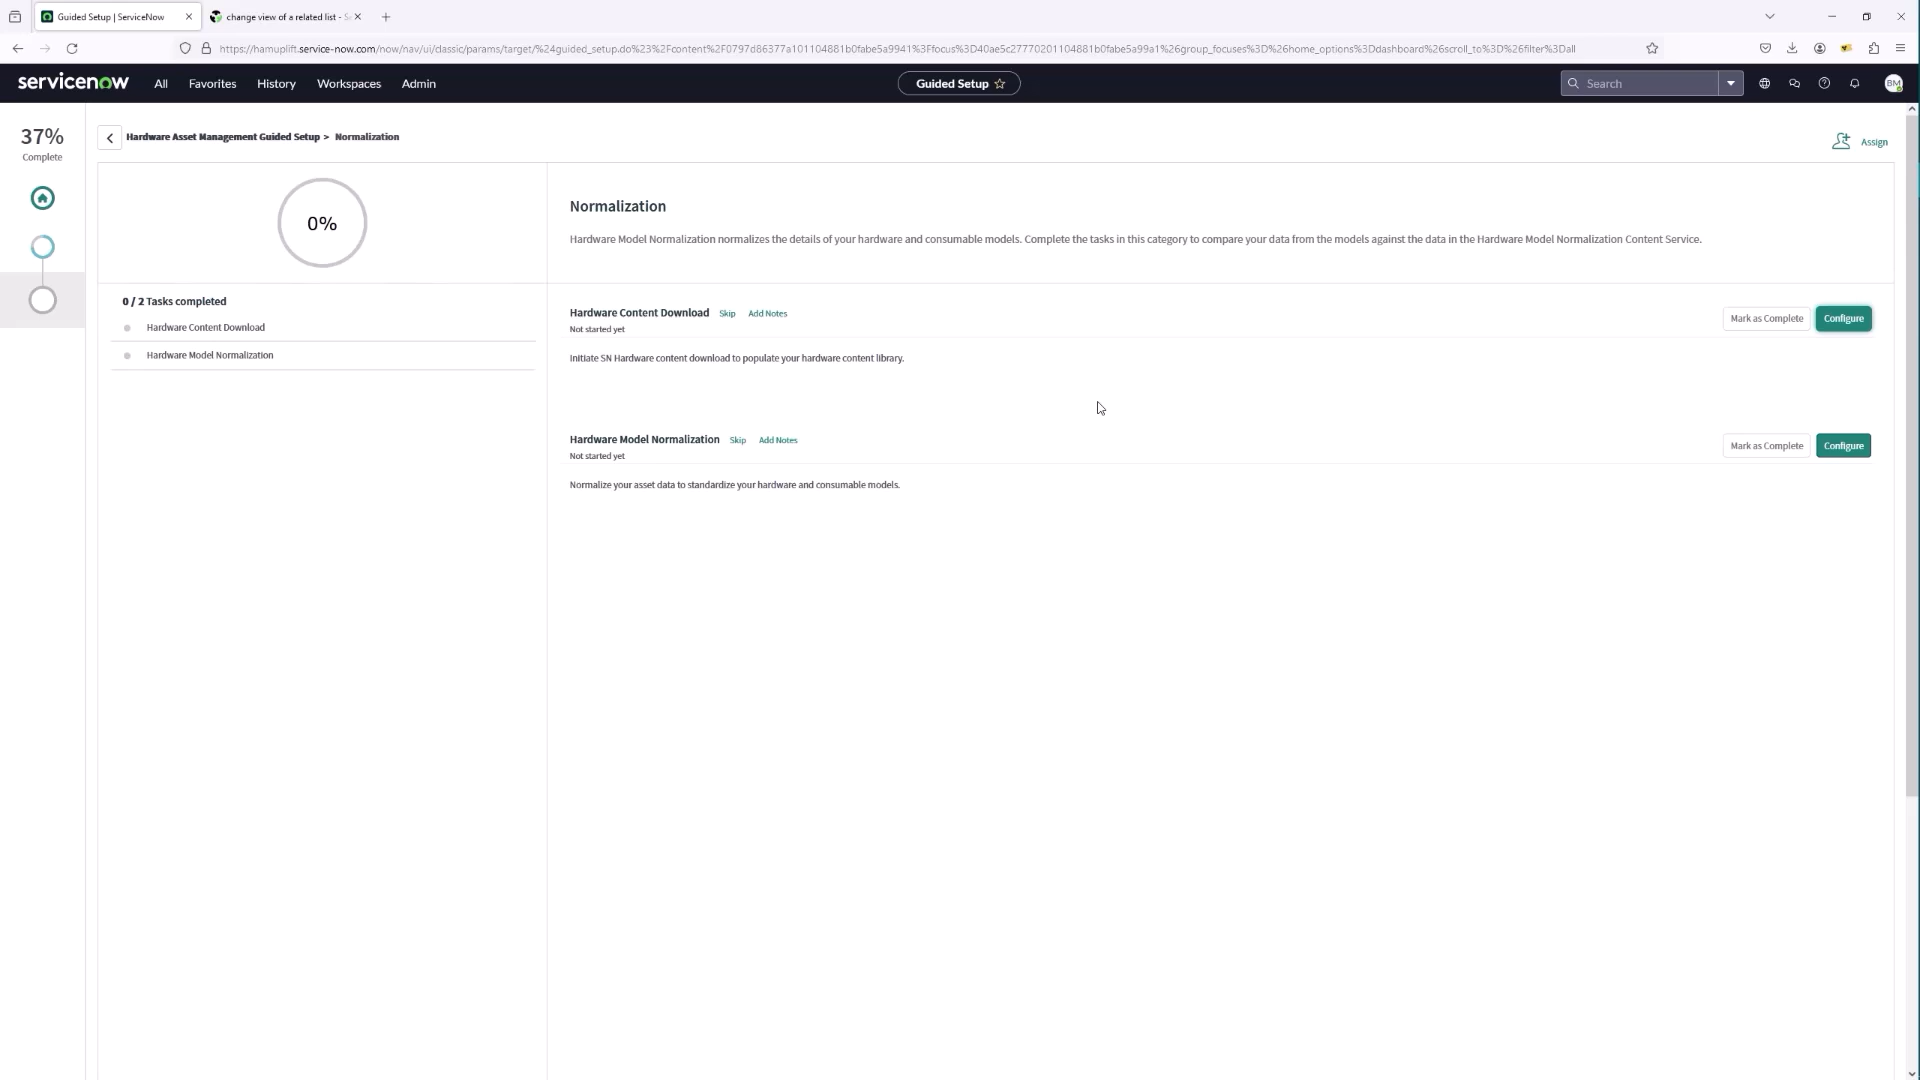 Guided Setup | ServiceNow
change view of a related list - S
https://hamuplift.service-now.com/now/nav/ui/classic/params/target/%24guided_setup.do%23%2Fcontent%2F0797d86377a101104881b0fabe5a9941%3Ffocus%3D40ae5c27770201104881b0fabe5a99a1%26group_focuses%3D%26home_options%3Ddashboard%26scroll_to%3D%26filter%3Dall
servicenow All Favorites History Workspaces Admin
Guided Setup
Search
BM
37%
Complete
Hardware Asset Management Guided Setup > Normalization
Assign
0%
Normalization
Hardware Model Normalization normalizes the details of your hardware and consumable models. Complete the tasks in this category to compare your data from the models against the data in the Hardware Model Normalization Content Service.
0 / 2 Tasks completed
Hardware Content Download
Hardware Model Normalization
Hardware Content Download Skip Add Notes
Not started yet
Mark as Complete Configure
Initiate SN Hardware content download to populate your hardware content library.
Hardware Model Normalization Skip Add Notes
Not started yet
Mark as Complete Configure
Normalize your asset data to standardize your hardware and consumable models.